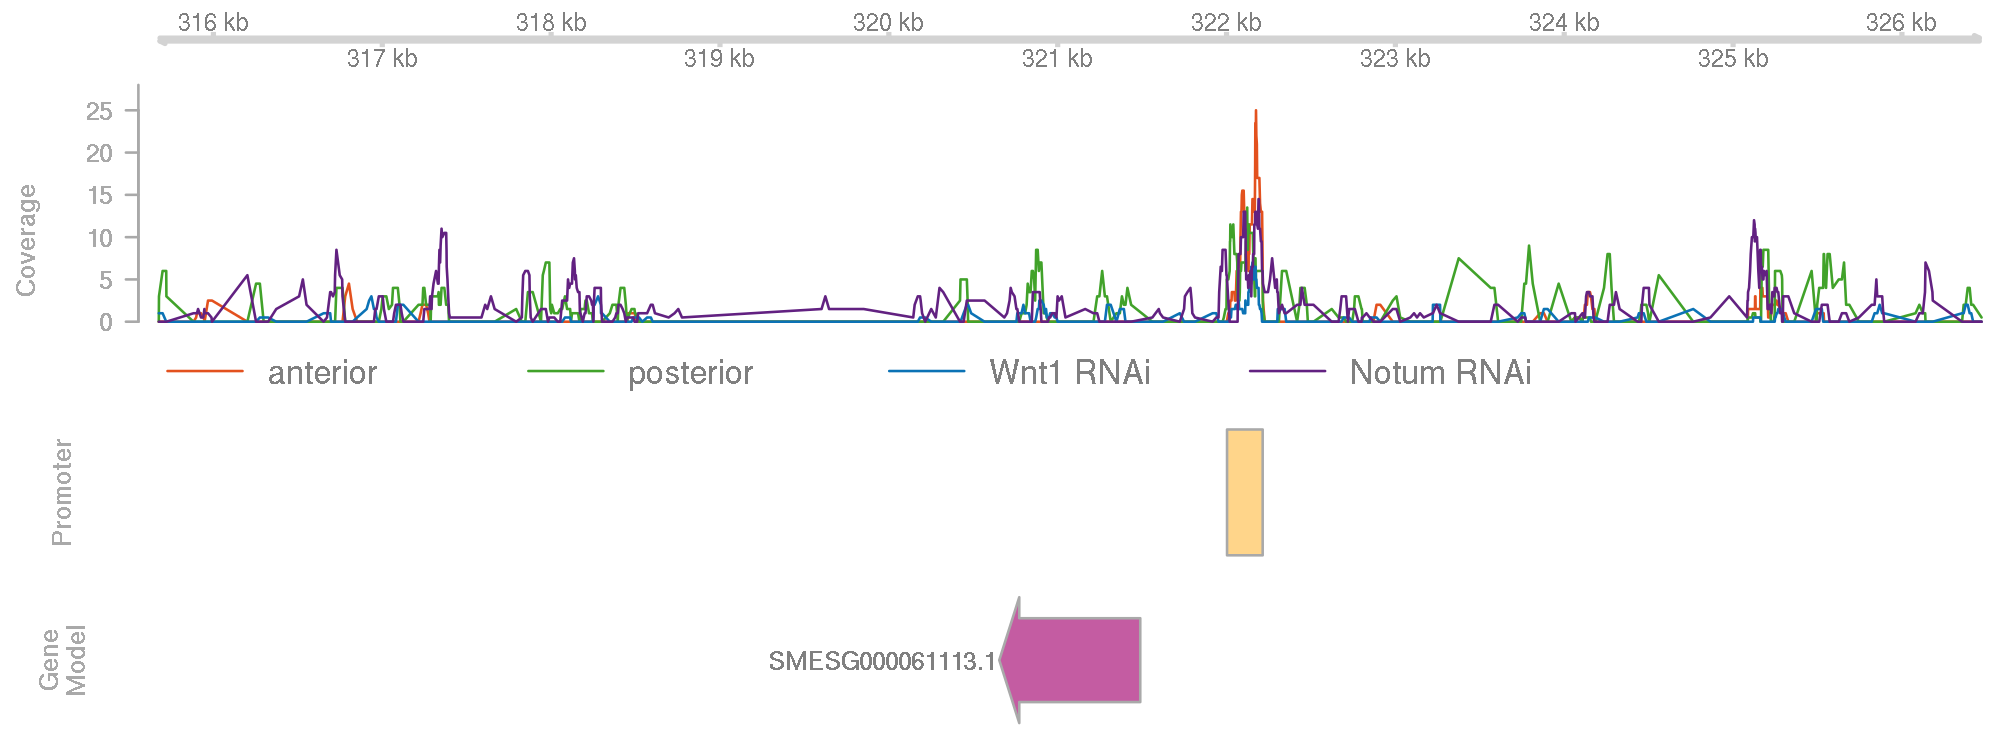 316 kb 318 kb 320 kb 322 kb 324 kb 326 kb
317 kb 319 kb 321 kb 323 kb 325 kb
Coverage
25
20
15
10
5
0
anterior posterior Wnt1 RNAi Notum RNAi
Promoter
Gene
Model
SMESG000061113.1